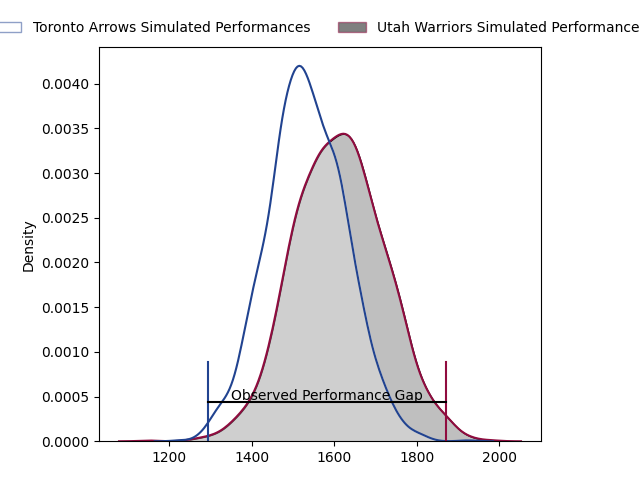 Toronto Arrows Simulated Performances Utah Warriors Simulated Performance
0.0040
0.0035
0.0030
0.0025
0.0020
0.0015
0.0010
0.0005
0.0000
Density
Observed Performance Gap
1200 1400 1600 1800 2000